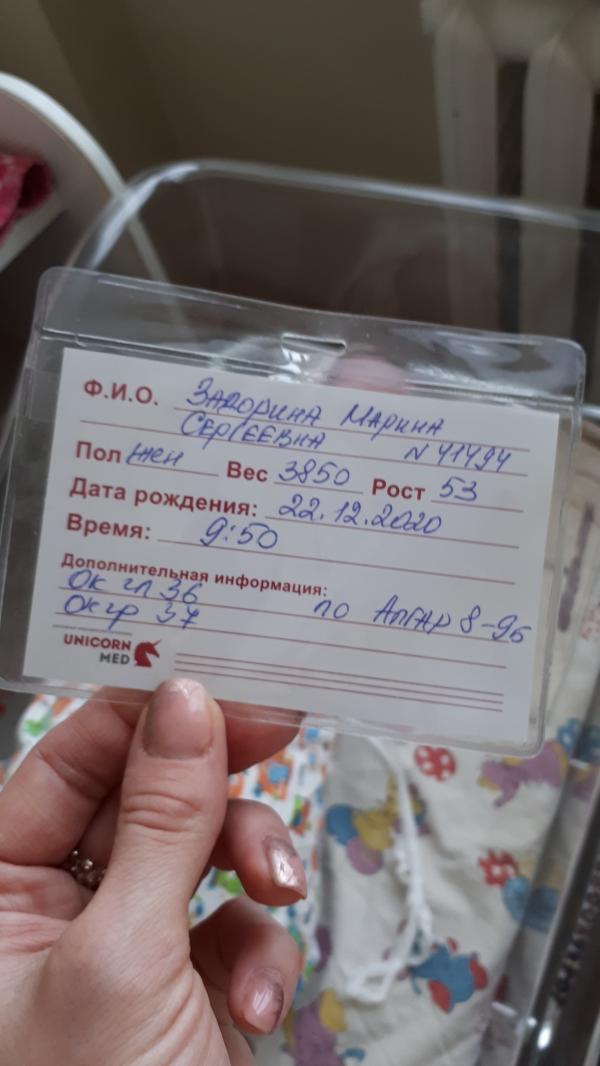 Ф.И.О. Задорина Марина
Сергеевна N 41494
Пол жен Вес 3850 Рост 53
Дата рождения: 22.12.2020
Время: 9:50
Дополнительная информация:
Ок гл 36
Ок гр 37 по Апгар 8-9б
UNICORN
MED